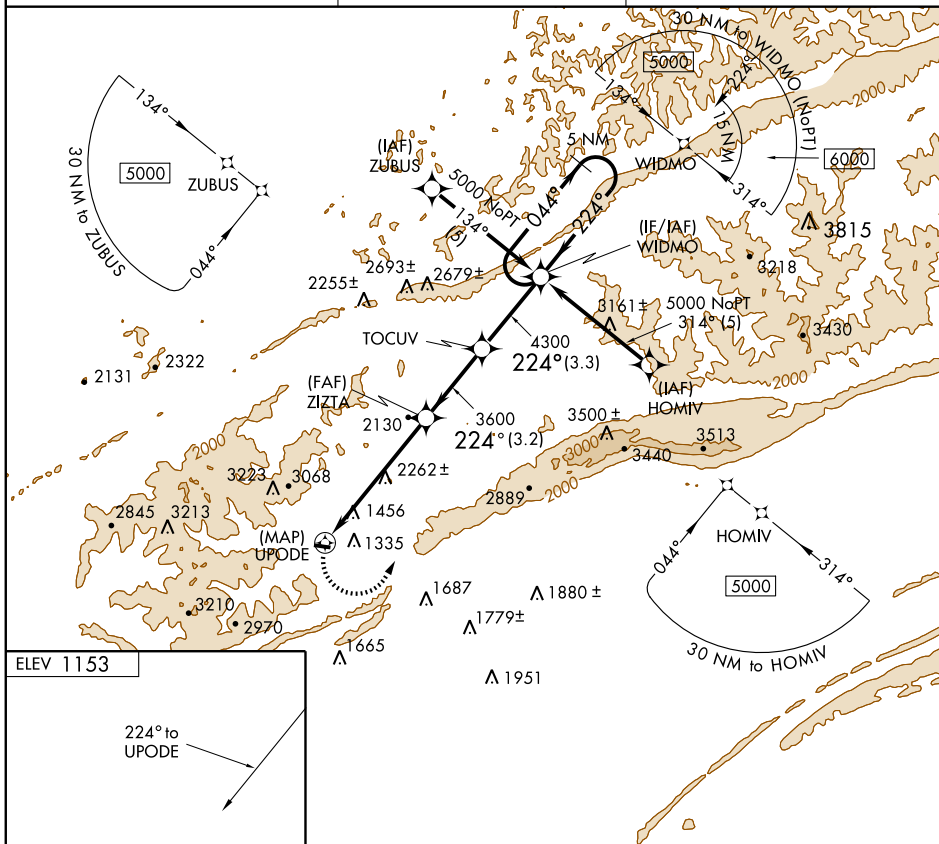 30 NM to WIDMO (NoPT)
5000
224°
134°
15 NM
WIDMO
6000
314°
2000
134°
5000
ZUBUS
30 NM to ZUBUS
044°
(IAF)
ZUBUS
5000 NoPT
134°
(5)
5 NM
044°
224°
(IE/IAF)
WIDMO
3815
3218
2255±
2693±
2679±
3161±
5000 NoPT
314° (5)
3430
TOCUV
4300
224° (3.3)
2322
2131
(IAF)
HOMIV
2000
(FAF)
ZIZTA
2130
3600
224° (3.2)
3500±
3000
3440
3513
2000
3223
3068
2262±
2889
2000
2845
3213
1456
(MAP)
UPODE
1335
HOMIV
044°
314°
5000
30 NM to HOMIV
1687
1880±
3210
2970
1779±
1665
1951
ELEV 1153
224° to
UPODE